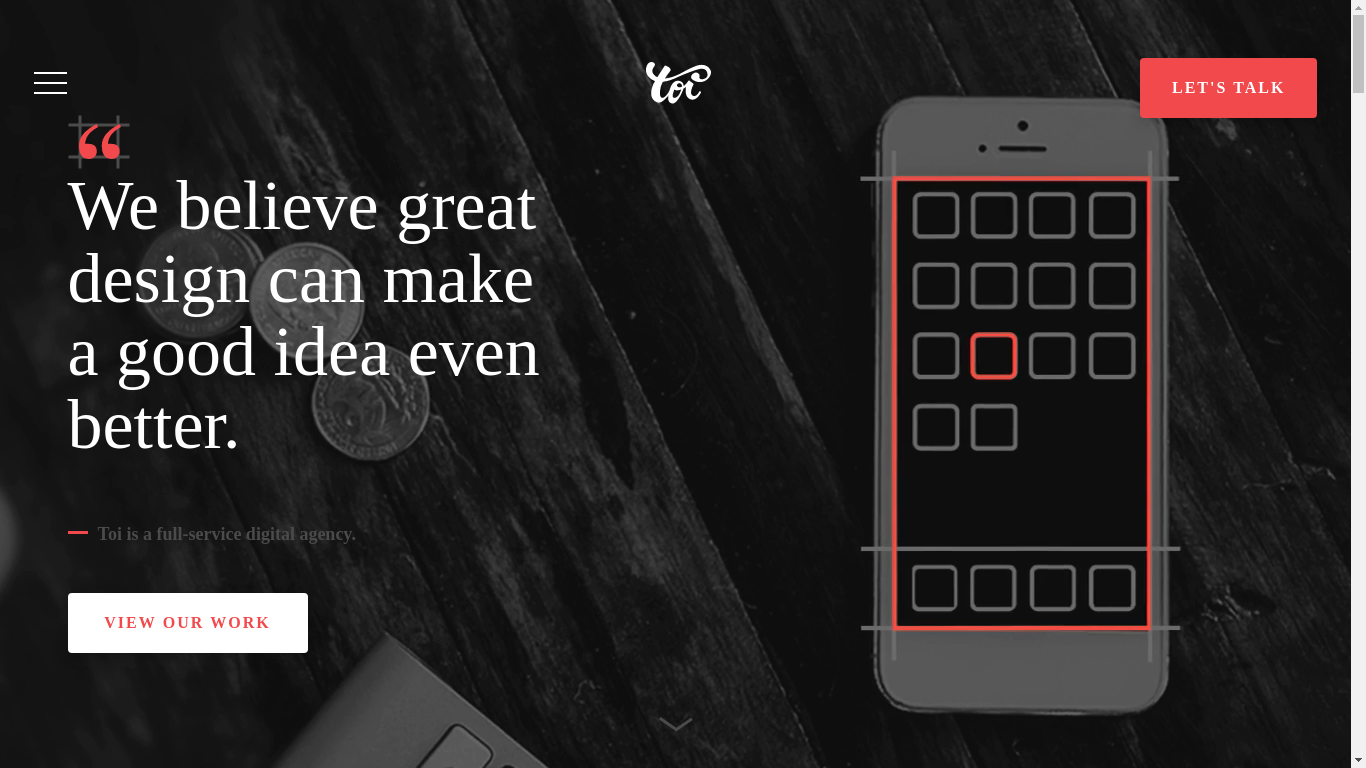 toi
LET'S TALK
“
We believe great
design can make
a good idea even
better.
Toi is a full-service digital agency.
VIEW OUR WORK